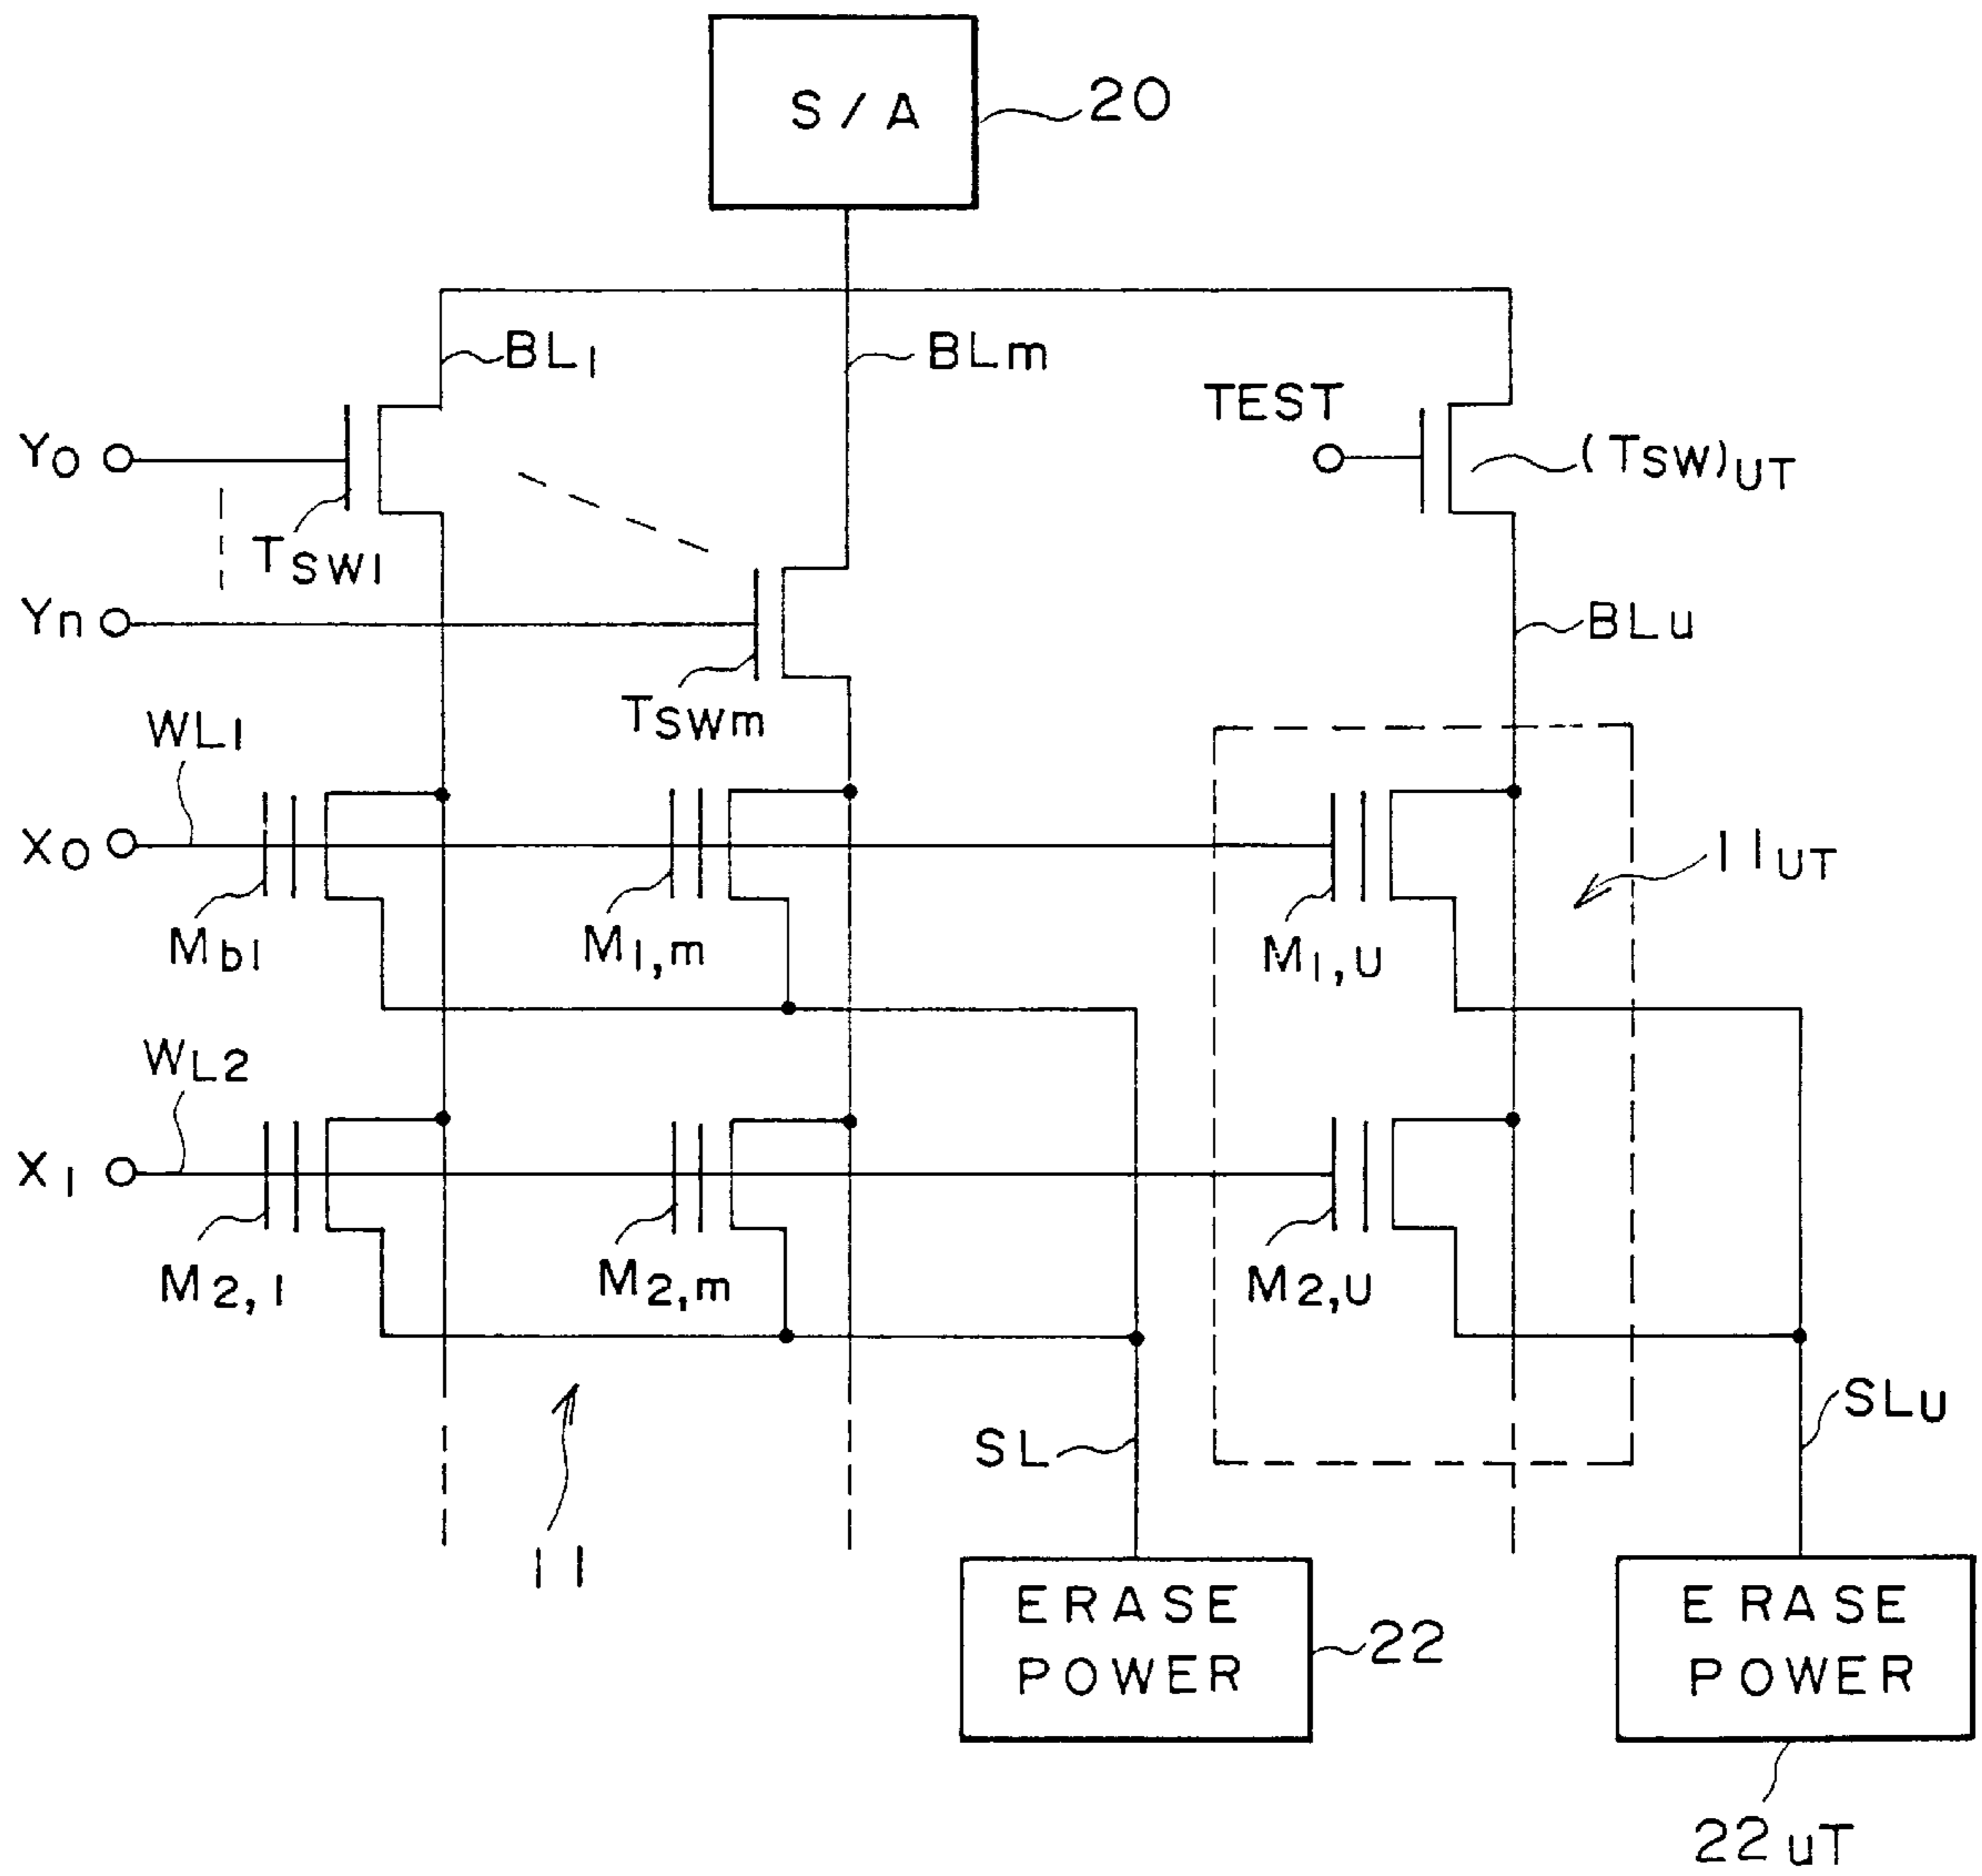 S/A
20
BL1
BLm
TEST
Y0
(TSW)UT
TSW1
Yn
BLu
TSWm
WL1
X0
11UT
Mb1
M1,m
M1,U
WL2
X1
M2,1
M2,m
M2,U
SL
SLU
11
ERASE
POWER
22
ERASE
POWER
22uT